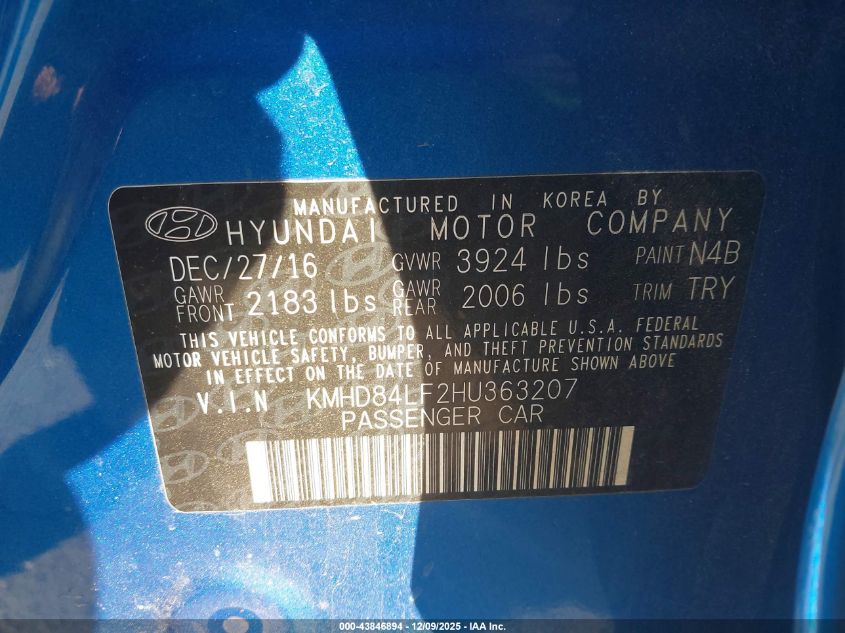 MANUFACTURED IN KOREA BY
HYUNDAI MOTOR COMPANY
DEC/27/16 GVWR 3924 lbs PAINT N4B
GAWR FRONT 2183 lbs GAWR REAR 2006 lbs TRIM TRY
THIS VEHICLE CONFORMS TO ALL APPLICABLE U.S.A. FEDERAL
MOTOR VEHICLE SAFETY, BUMPER, AND THEFT PREVENTION STANDARDS
IN EFFECT ON THE DATE OF MANUFACTURE SHOWN ABOVE
V.I.N KMHD84LF2HU363207
PASSENGER CAR
000-43846894 - 12/09/2025 - IAA Inc.